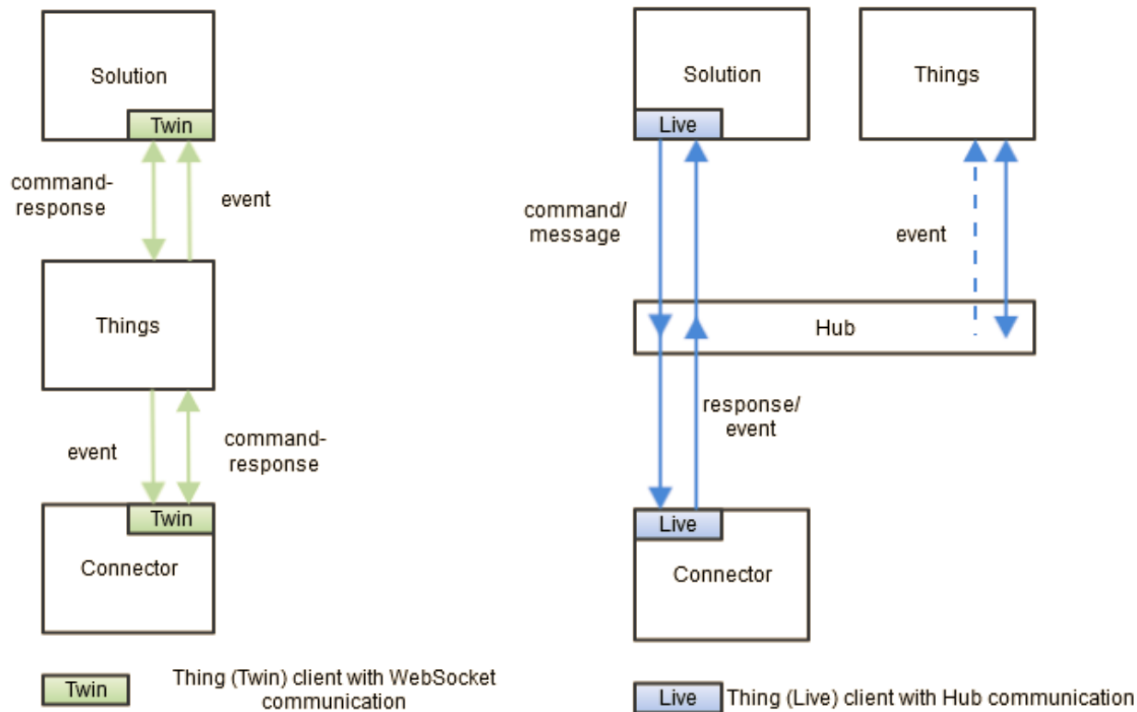 Solution
Twin
command-
response
event
Things
event
command-
response
Twin
Connector
Twin
Thing (Twin) client with WebSocket
communication
Solution
Things
Live
command/
message
event
Hub
response/
event
Live
Connector
Live
Thing (Live) client with Hub communication